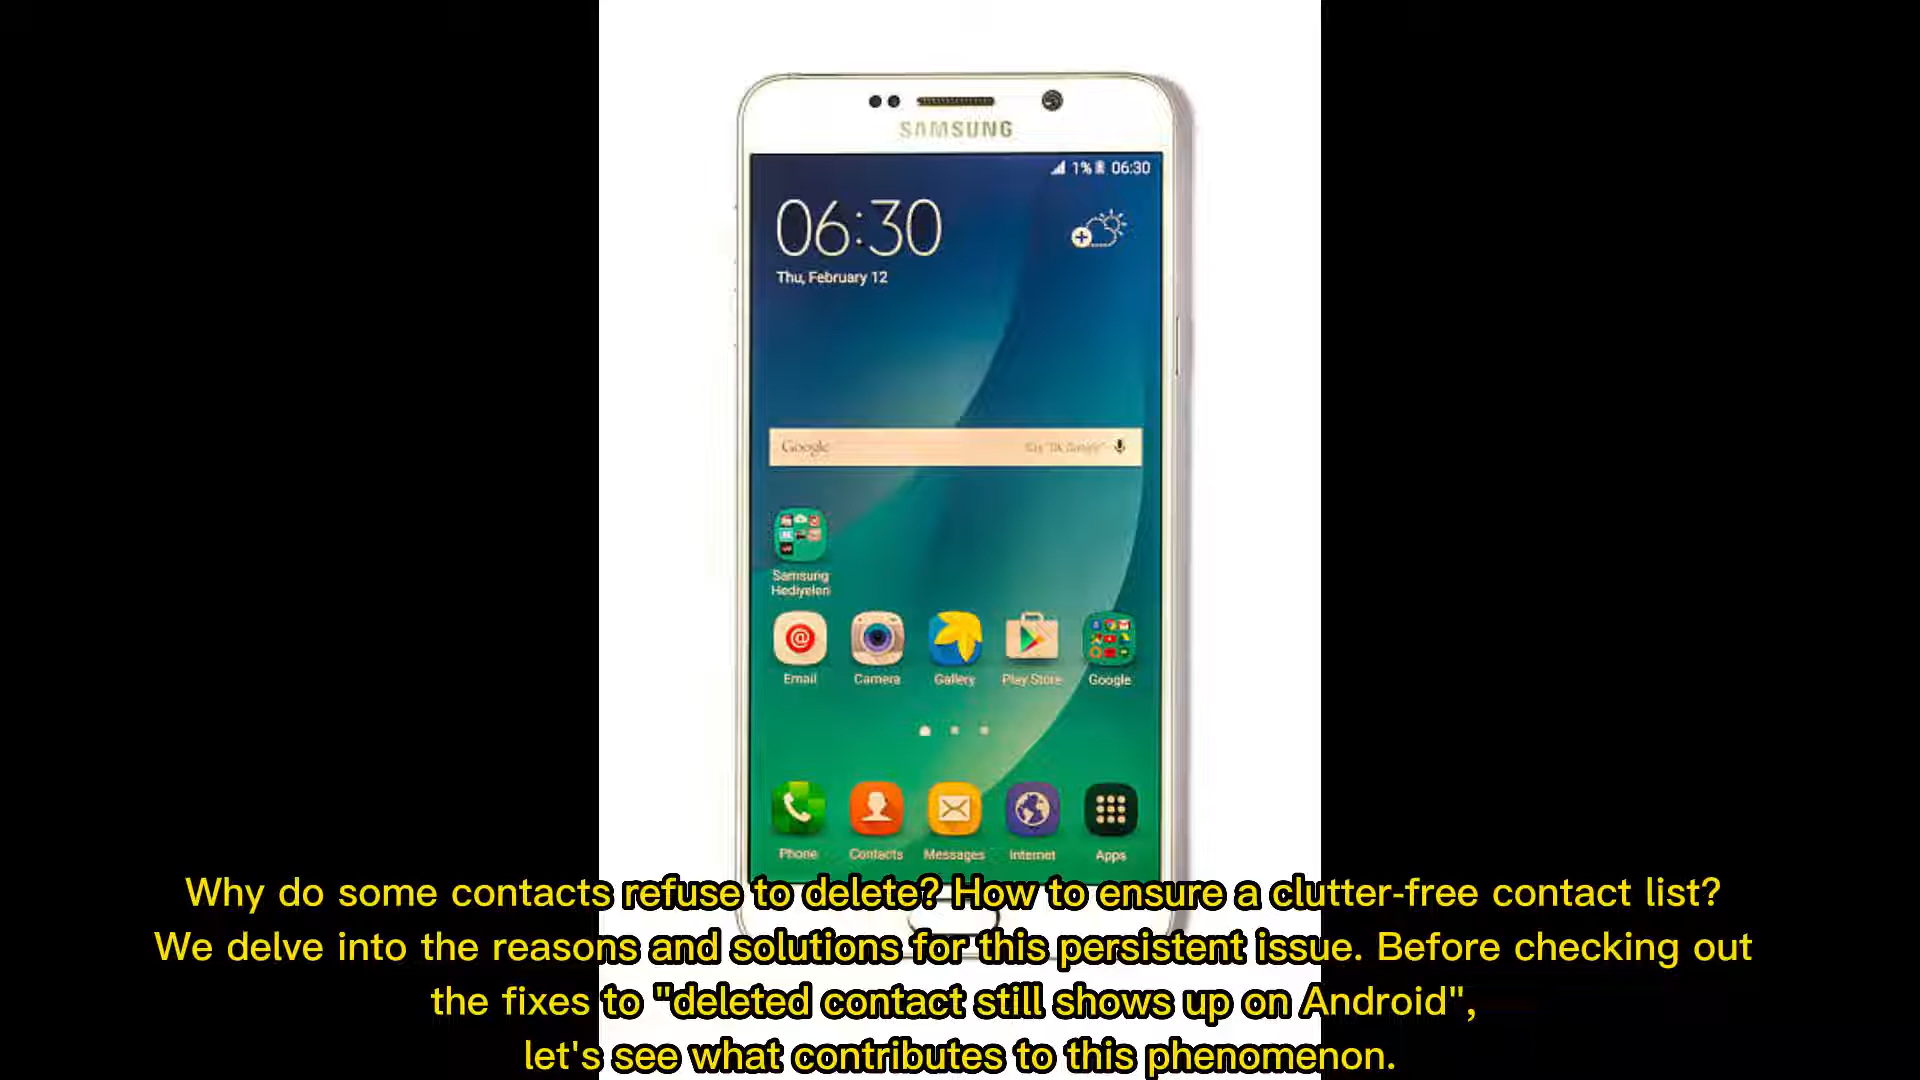 SAMSUNG
1% 06:30
06:30
Thu, February 12
Google
Say "Ok Google"
Samsung
Hediyeleri
Email Camera Gallery Play Store Google
Phone Contacts Messages Internet Apps
Why do some contacts refuse to delete? How to ensure a clutter-free contact list?
We delve into the reasons and solutions for this persistent issue. Before checking out
the fixes to "deleted contact still shows up on Android",
let's see what contributes to this phenomenon.